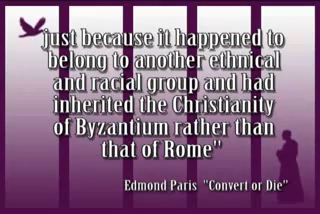 just because it happened to
belong to another ethnical
and racial group and had
inherited the Christianity
of Byzantium rather than
that of Rome"
Edmond Paris "Convert or Die"